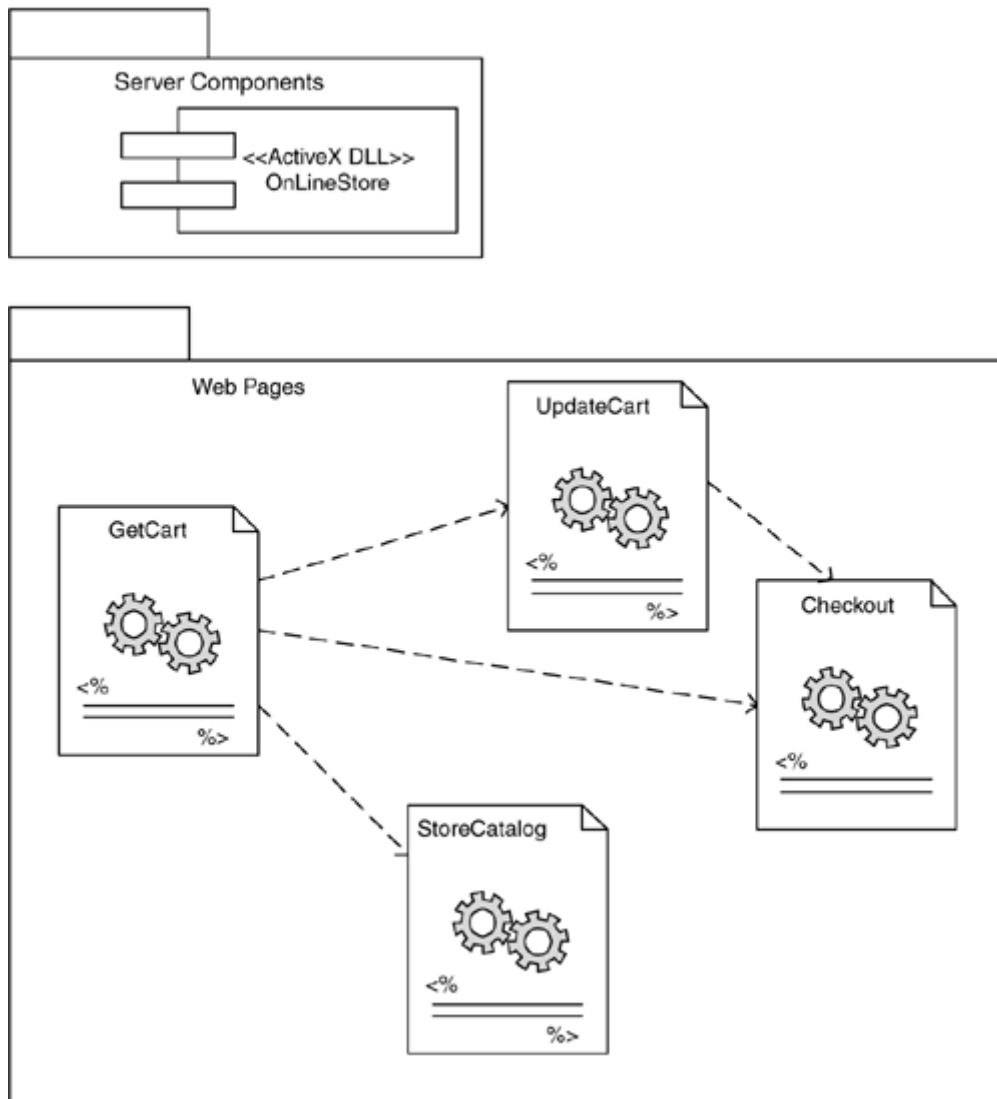 Server Components
<<ActiveX DLL>>
OnLineStore
Web Pages
UpdateCart
<%
%>
GetCart
<%
%>
Checkout
<%
StoreCatalog
<%
%>